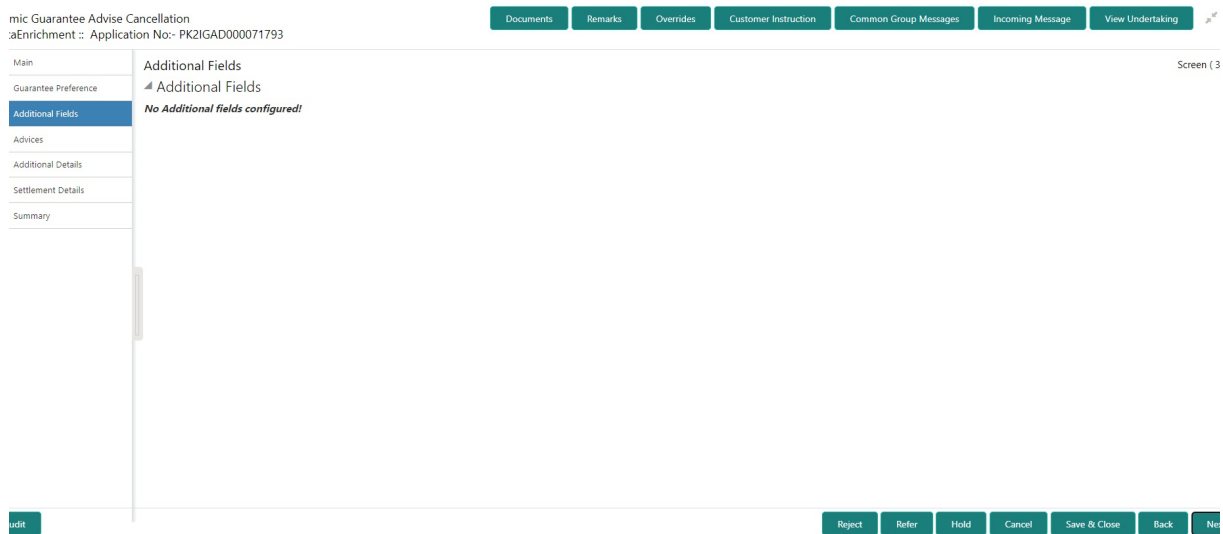 mic Guarantee Advise Cancellation
taEnrichment :: Application No:- PK2IGAD000071793
Documents
Remarks
Overrides
Customer Instruction
Common Group Messages
Incoming Message
View Undertaking
Main
Guarantee Preference
Additional Fields
Advices
Additional Details
Settlement Details
Summary
Additional Fields
Screen ( 3
Additional Fields
No Additional fields configured!
udit
Reject
Refer
Hold
Cancel
Save & Close
Back
Ne